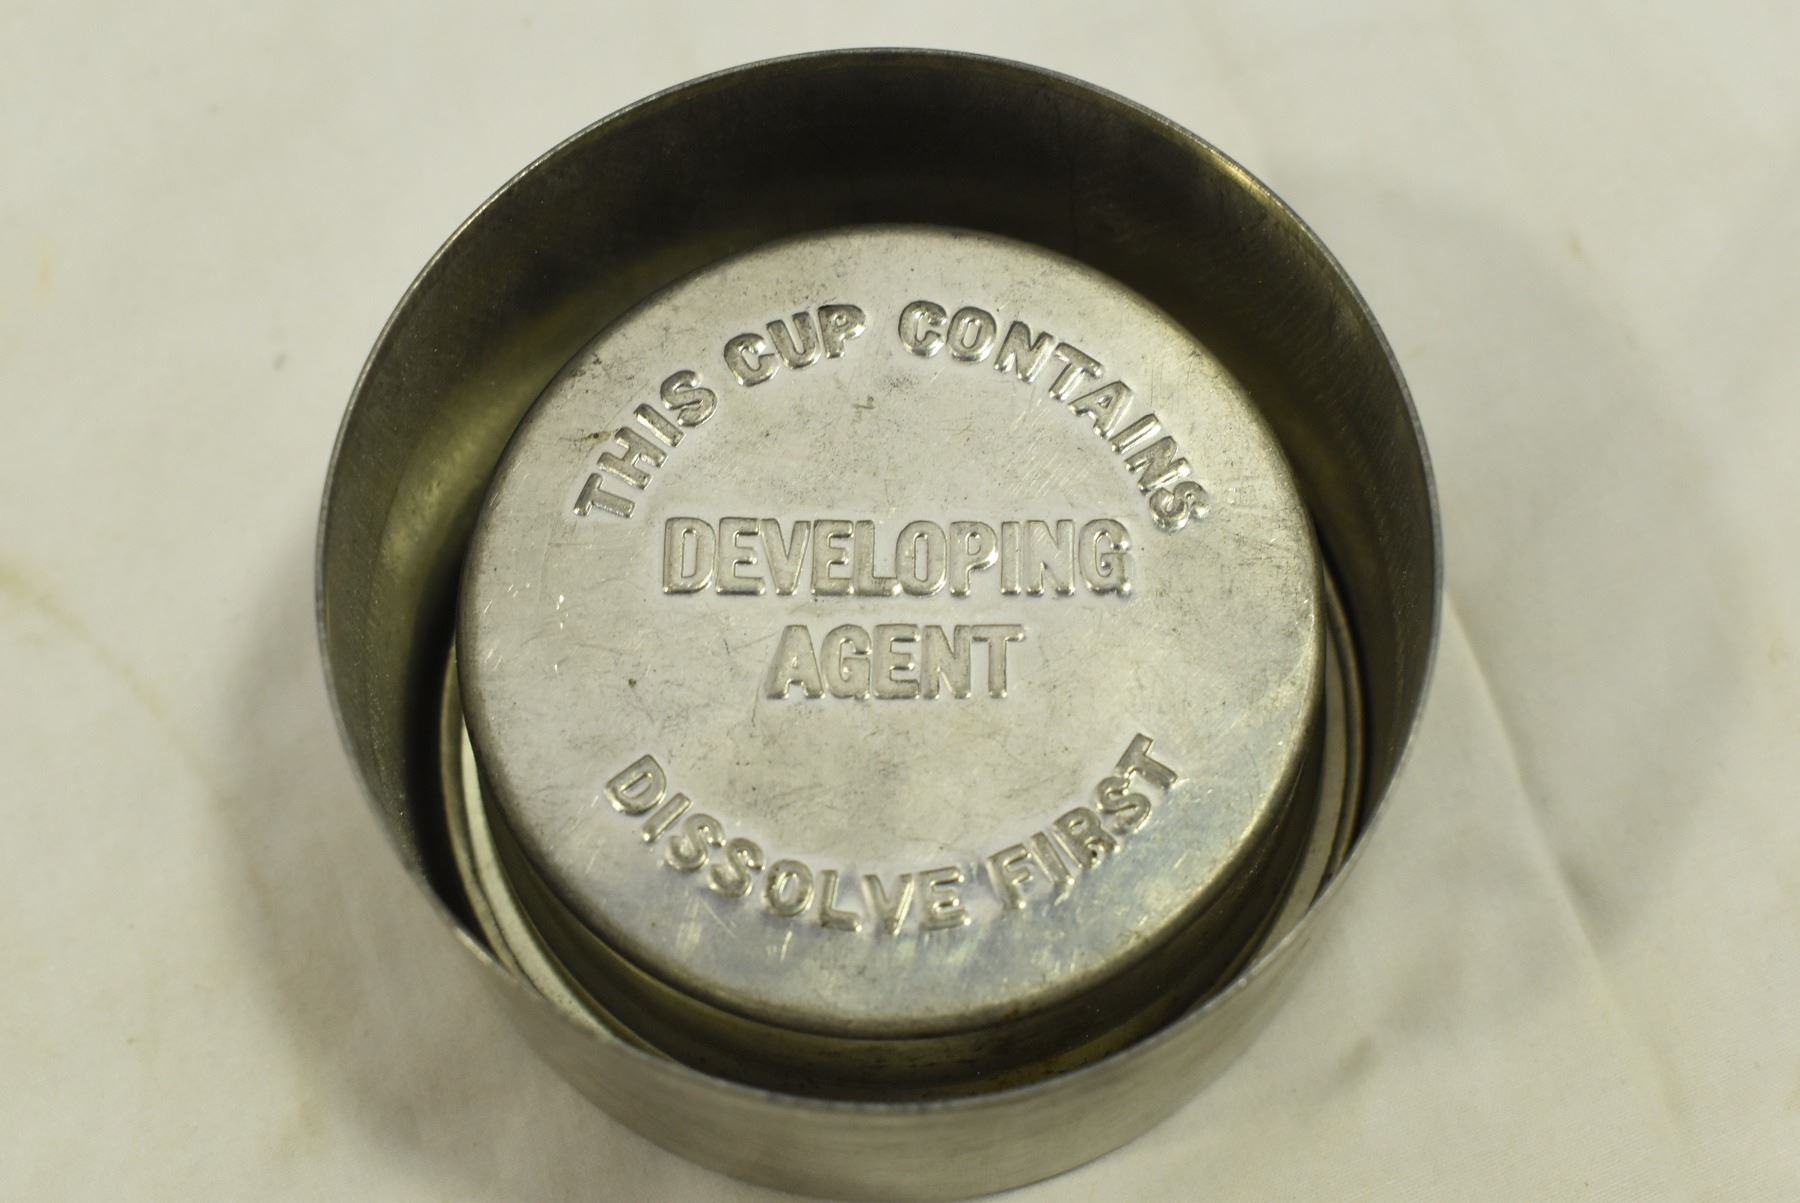 THIS CUP CONTAINS
DEVELOPING
AGENT
DISSOLVE FIRST